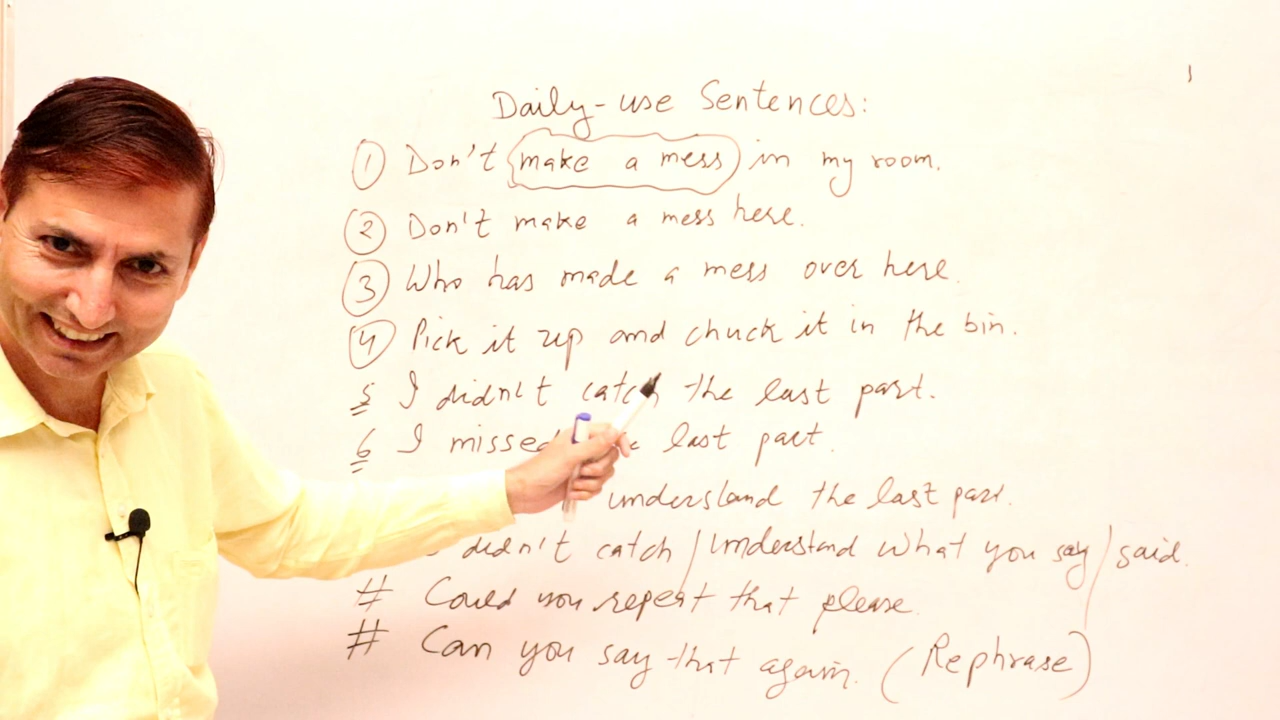 Daily-use Sentences:
1 Don't make a mess in my room.
2 Don't make a mess here.
3 Who has made a mess over here.
4 Pick it up and chuck it in the bin.
5 I didn't catch the last part.
6 I missed last part.
understand the last part.
didn't catch/understand what you say/said.
# Could you repeat that please.
# Can you say that again. (Rephrase)